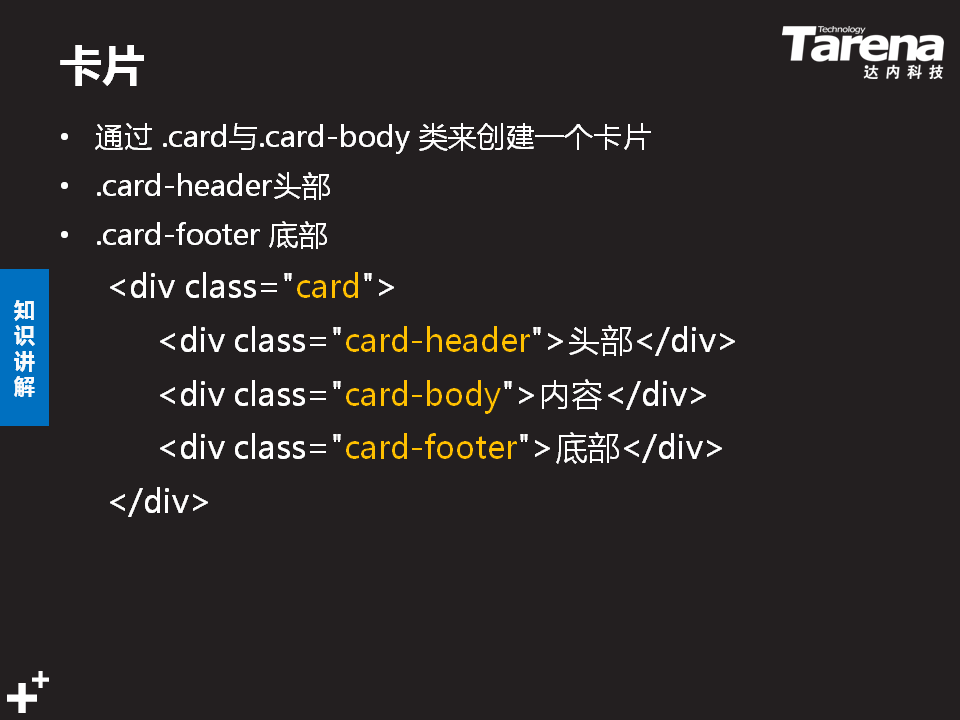 卡片
Technology
Tarena
达内科技
• 通过 .card与.card-body 类来创建一个卡片
• .card-header头部
• .card-footer 底部
<div class="card">
<div class="card-header">头部</div>
<div class="card-body">内容</div>
<div class="card-footer">底部</div>
</div>
知识讲解